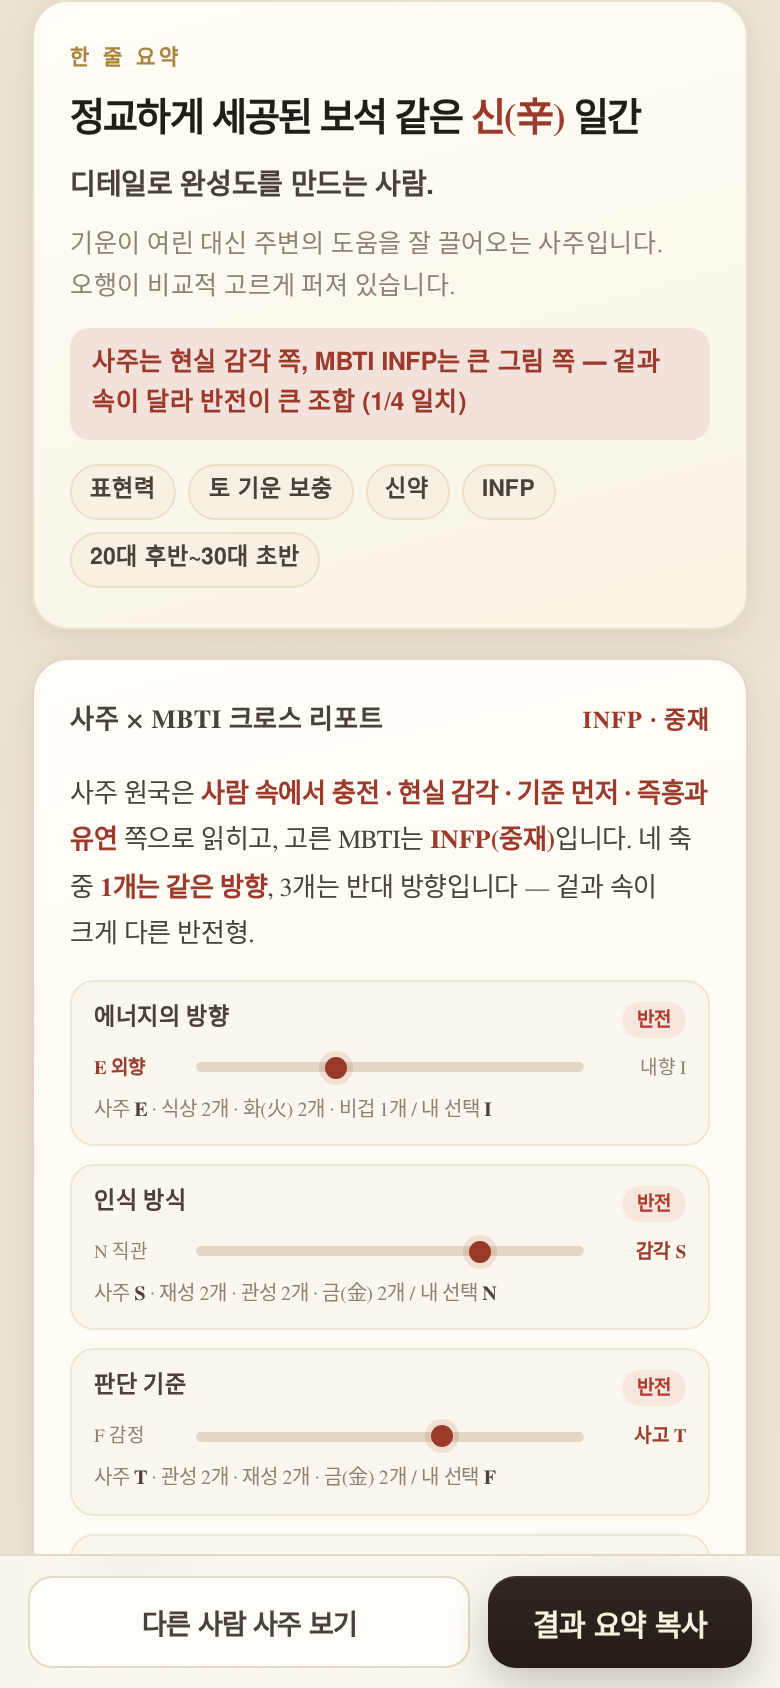 한 줄 요약
정교하게 세공된 보석 같은 신(辛) 일간
디테일로 완성도를 만드는 사람.
기운이 여린 대신 주변의 도움을 잘 끌어오는 사주입니다.
오행이 비교적 고르게 퍼져 있습니다.
사주는 현실 감각 쪽, MBTI INFP는 큰 그림 쪽 — 겉과
속이 달라 반전이 큰 조합 (1/4 일치)
표현력 토 기운 보충 신약 INFP
20대 후반~30대 초반
사주 × MBTI 크로스 리포트 INFP · 중재
사주 원국은 사람 속에서 충전 · 현실 감각 · 기준 먼저 · 즉흥과
유연 쪽으로 읽히고, 고른 MBTI는 INFP(중재)입니다. 네 축
중 1개는 같은 방향, 3개는 반대 방향입니다 — 겉과 속이
크게 다른 반전형.
에너지의 방향 반전
E 외향 내향 I
사주 E · 식상 2개 · 화(火) 2개 · 비겁 1개 / 내 선택 I
인식 방식 반전
N 직관 감각 S
사주 S · 재성 2개 · 관성 2개 · 금(金) 2개 / 내 선택 N
판단 기준 반전
F 감정 사고 T
사주 T · 관성 2개 · 재성 2개 · 금(金) 2개 / 내 선택 F
다른 사람 사주 보기 결과 요약 복사